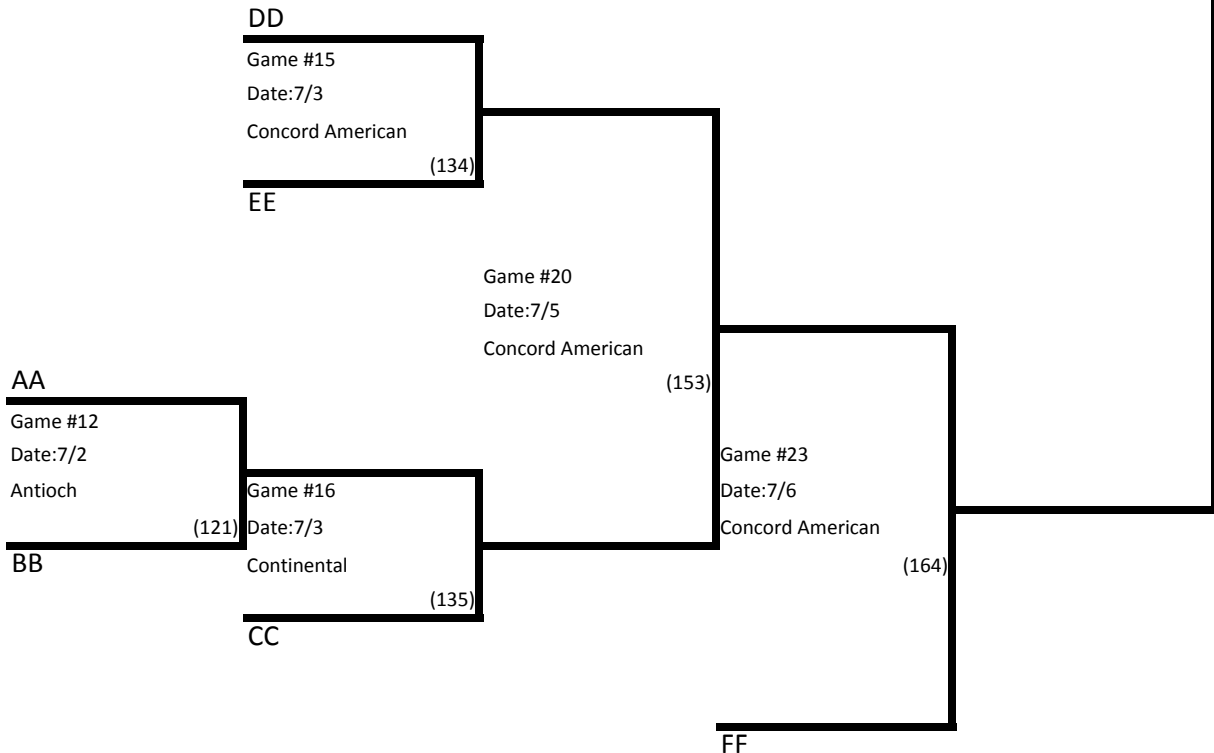 DD
Game #15
Date:7/3
Concord American
(134)
EE
Game #20
Date:7/5
Concord American
(153)
AA
Game #12
Date:7/2
Antioch
(121)
BB
Game #16
Date:7/3
Continental
(135)
CC
Game #23
Date:7/6
Concord American
(164)
FF